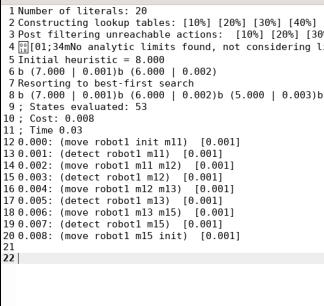 1 Number of literals: 20
2 Constructing lookup tables: [10%] [20%] [30%] [40%]
3 Post filtering unreachable actions:  [10%] [20%] [30%
4 [01;34mNo analytic limits found, not considering li
5 Initial heuristic = 8.000
6 b (7.000 | 0.001)b (6.000 | 0.002)
7 Resorting to best-first search
8 b (7.000 | 0.001)b (6.000 | 0.002)b (5.000 | 0.003)b
9 ; States evaluated: 53
10 ; Cost: 0.008
11 ; Time 0.03
12 0.000: (move robot1 init m11)  [0.001]
13 0.001: (detect robot1 m11)  [0.001]
14 0.002: (move robot1 m11 m12)  [0.001]
15 0.003: (detect robot1 m12)  [0.001]
16 0.004: (move robot1 m12 m13)  [0.001]
17 0.005: (detect robot1 m13)  [0.001]
18 0.006: (move robot1 m13 m15)  [0.001]
19 0.007: (detect robot1 m15)  [0.001]
20 0.008: (move robot1 m15 init)  [0.001]
21
22